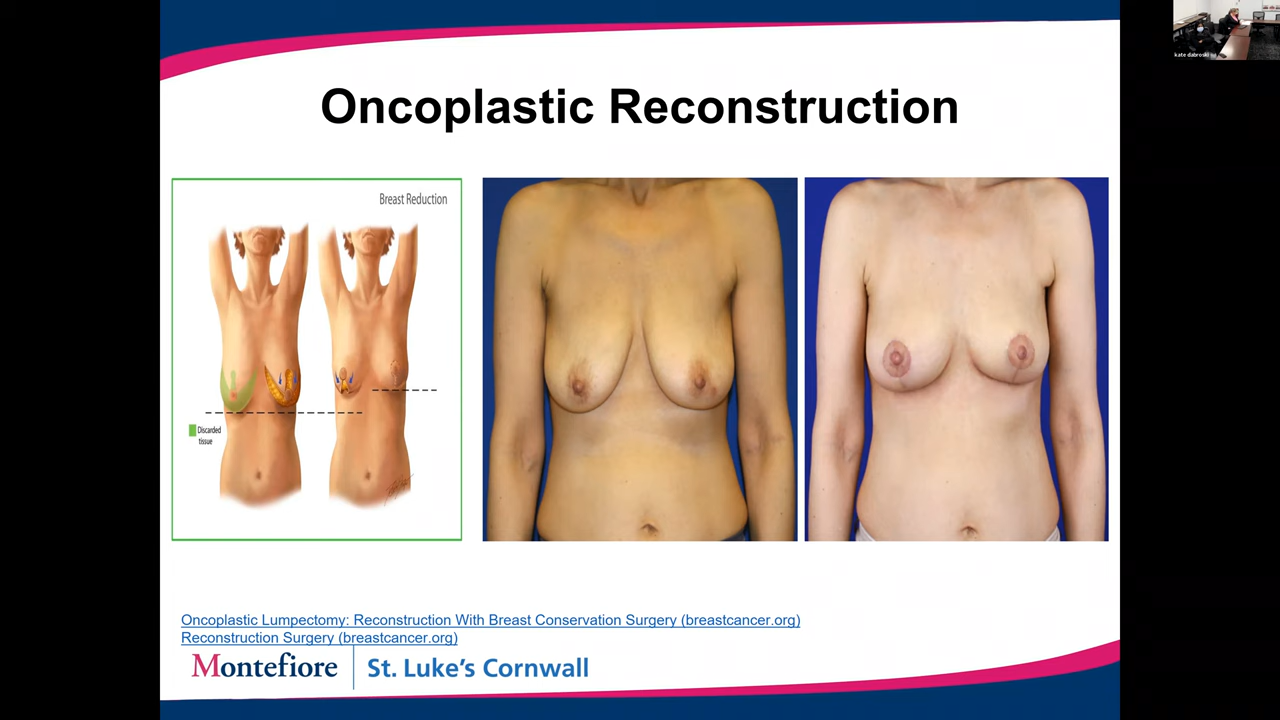 kate dabroski
Oncoplastic Reconstruction
Breast Reduction
Discarded
tissue
Oncoplastic Lumpectomy: Reconstruction With Breast Conservation Surgery (breastcancer.org)
Reconstruction Surgery (breastcancer.org)
Montefiore St. Luke's Cornwall